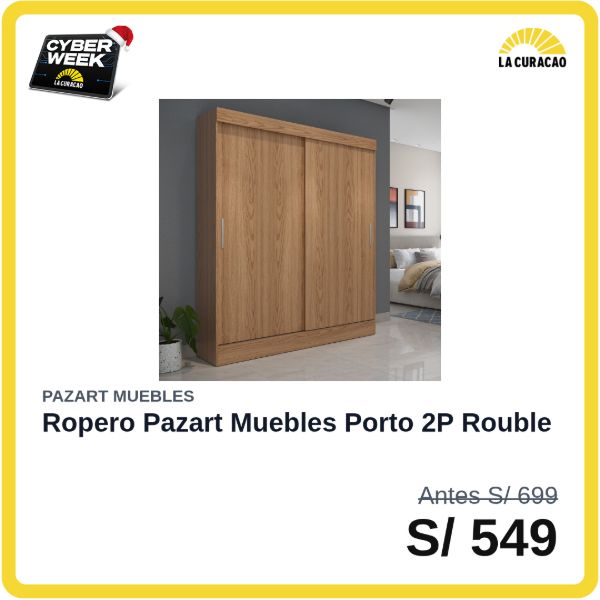 CYBER
WEEK
LA CURACAO
LA CURACAO
PAZART MUEBLES
Ropero Pazart Muebles Porto 2P Rouble
Antes S/ 699
S/ 549